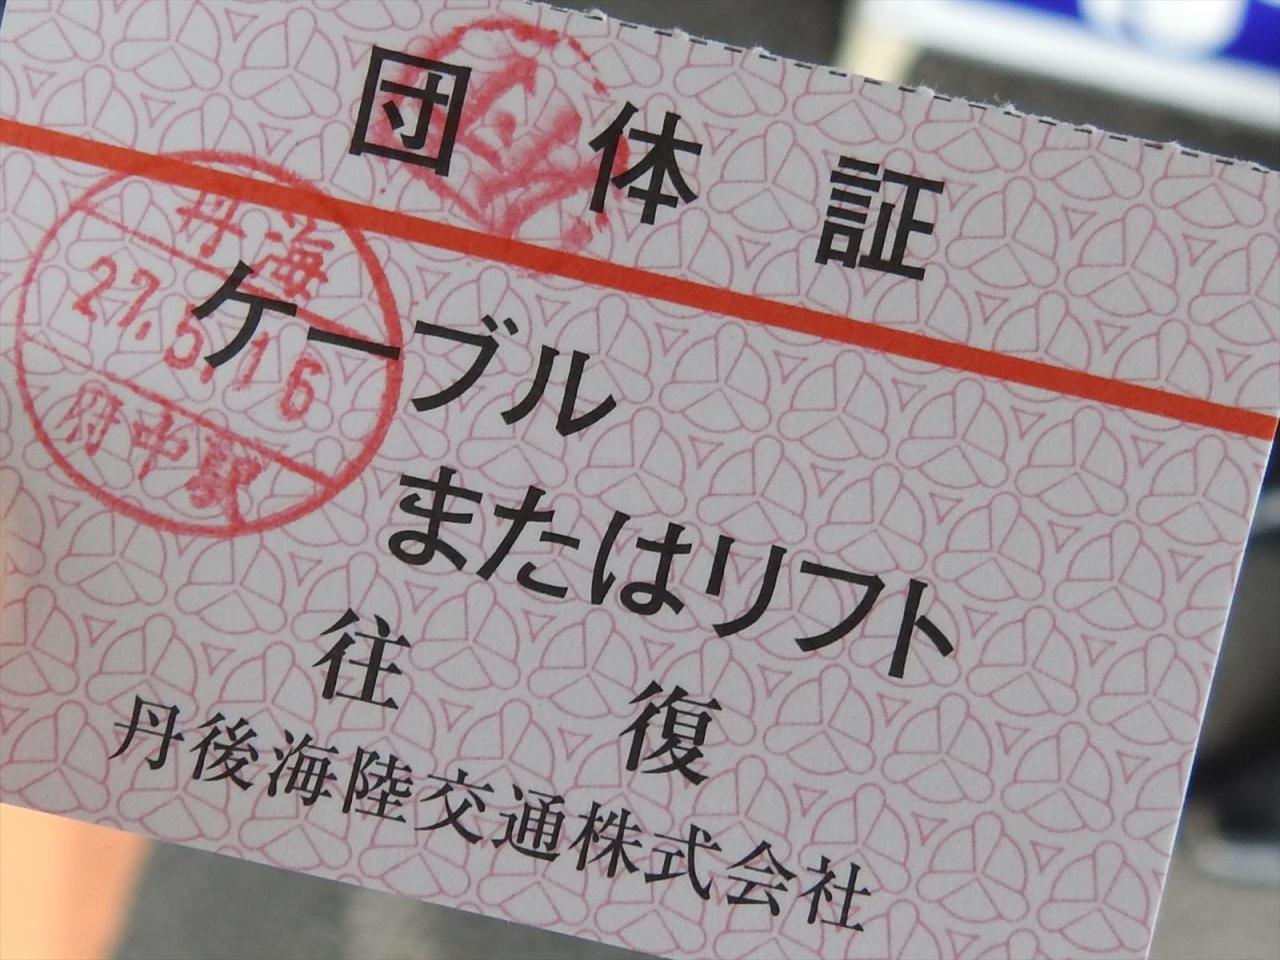 団体証
丹海
27.5.16
府中駅
ケーブル
またはリフト
往復
丹後海陸交通株式会社